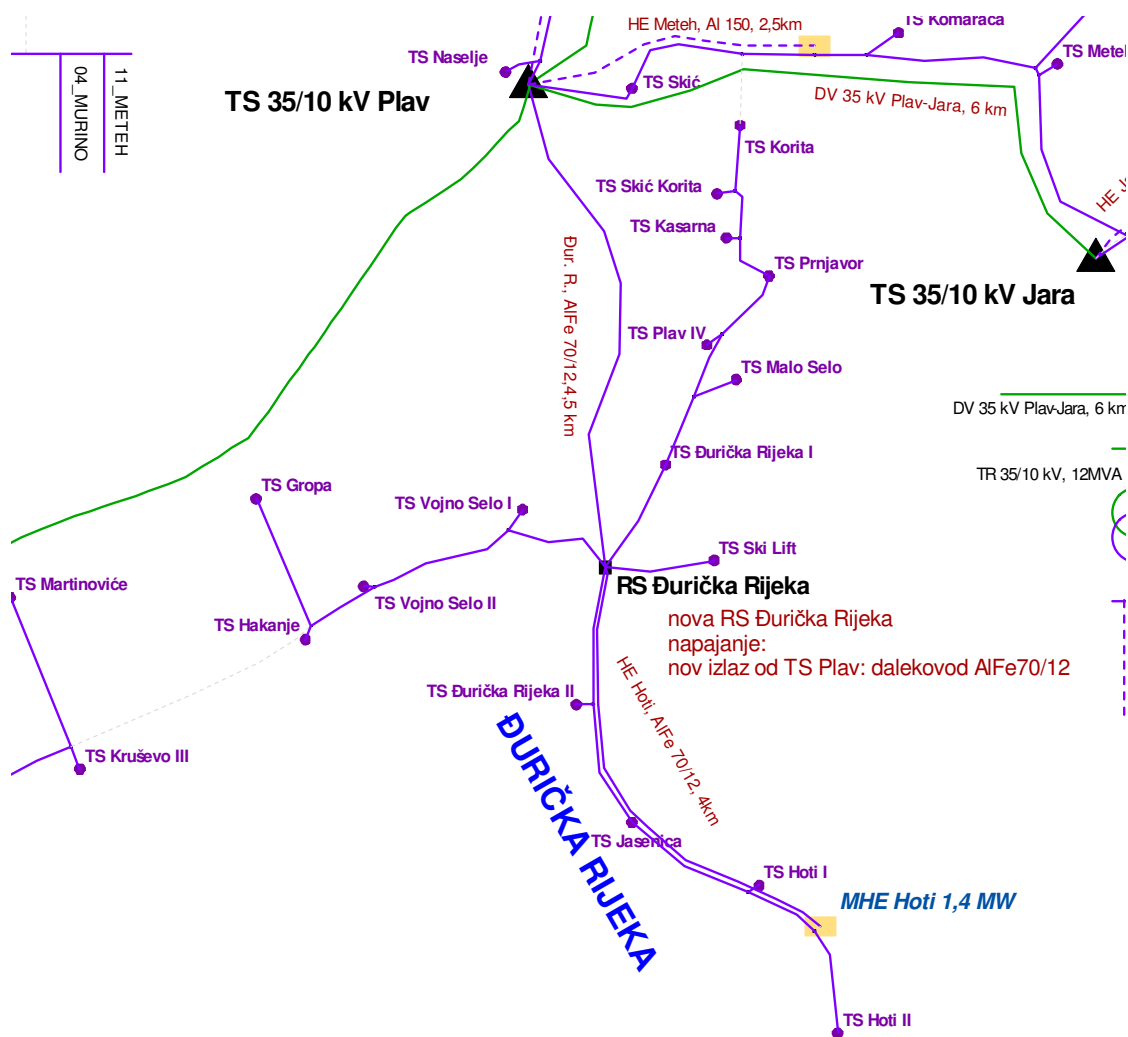 HE Meteh, Al 150, 2,5km
TS Komarača
TS Naselje
TS Meteh
11_METEH
04_MURINO
TS 35/10 kV Plav
TS Skić
DV 35 kV Plav-Jara, 6 km
TS Korita
TS Skić Korita
HE J
TS Kasarna
TS Prnjavor
Đur. R., AlFe 70/12,4,5 km
TS 35/10 kV Jara
TS Plav IV
TS Malo Selo
DV 35 kV Plav-Jara, 6 km
TS Đurička Rijeka I
TR 35/10 kV, 12MVA
TS Gropa
TS Vojno Selo I
TS Ski Lift
RS Đurička Rijeka
TS Martinoviće
TS Vojno Selo II
nova RS Đurička Rijeka
napajanje:
nov izlaz od TS Plav: dalekovod AlFe70/12
TS Hakanje
HE Hoti, AlFe 70/12, 4km
TS Đurička Rijeka II
ĐURIČKA RIJEKA
TS Kruševo III
TS Jasenica
TS Hoti I
MHE Hoti 1,4 MW
TS Hoti II